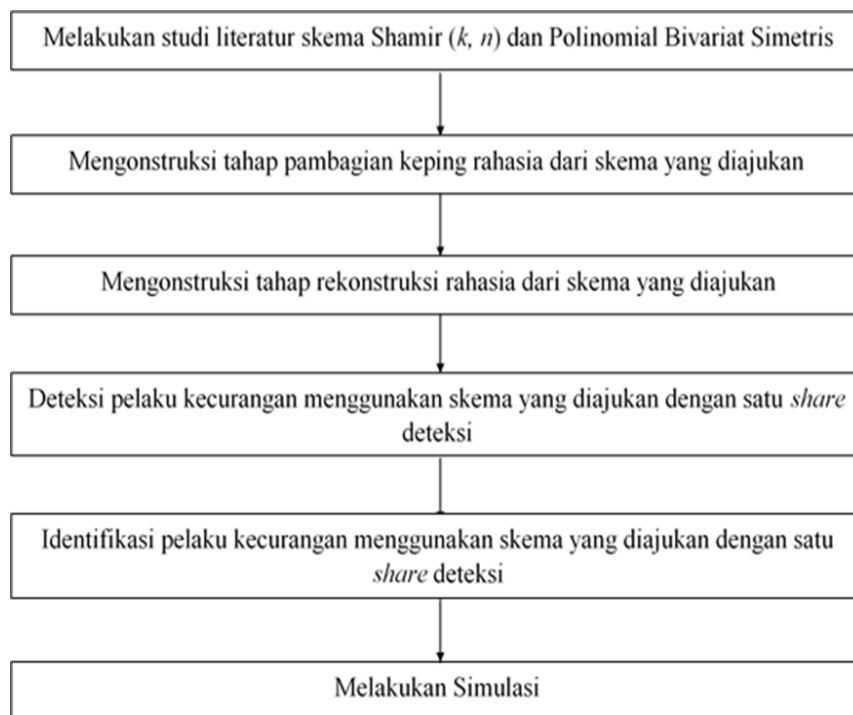 Melakukan studi literatur skema Shamir (k, n) dan Polinomial Bivariat Simetris
Mengonstruksi tahap pambagian keping rahasia dari skema yang diajukan
Mengonstruksi tahap rekonstruksi rahasia dari skema yang diajukan
Deteksi pelaku kecurangan menggunakan skema yang diajukan dengan satu share
deteksi
Identifikasi pelaku kecurangan menggunakan skema yang diajukan dengan satu
share deteksi
Melakukan Simulasi